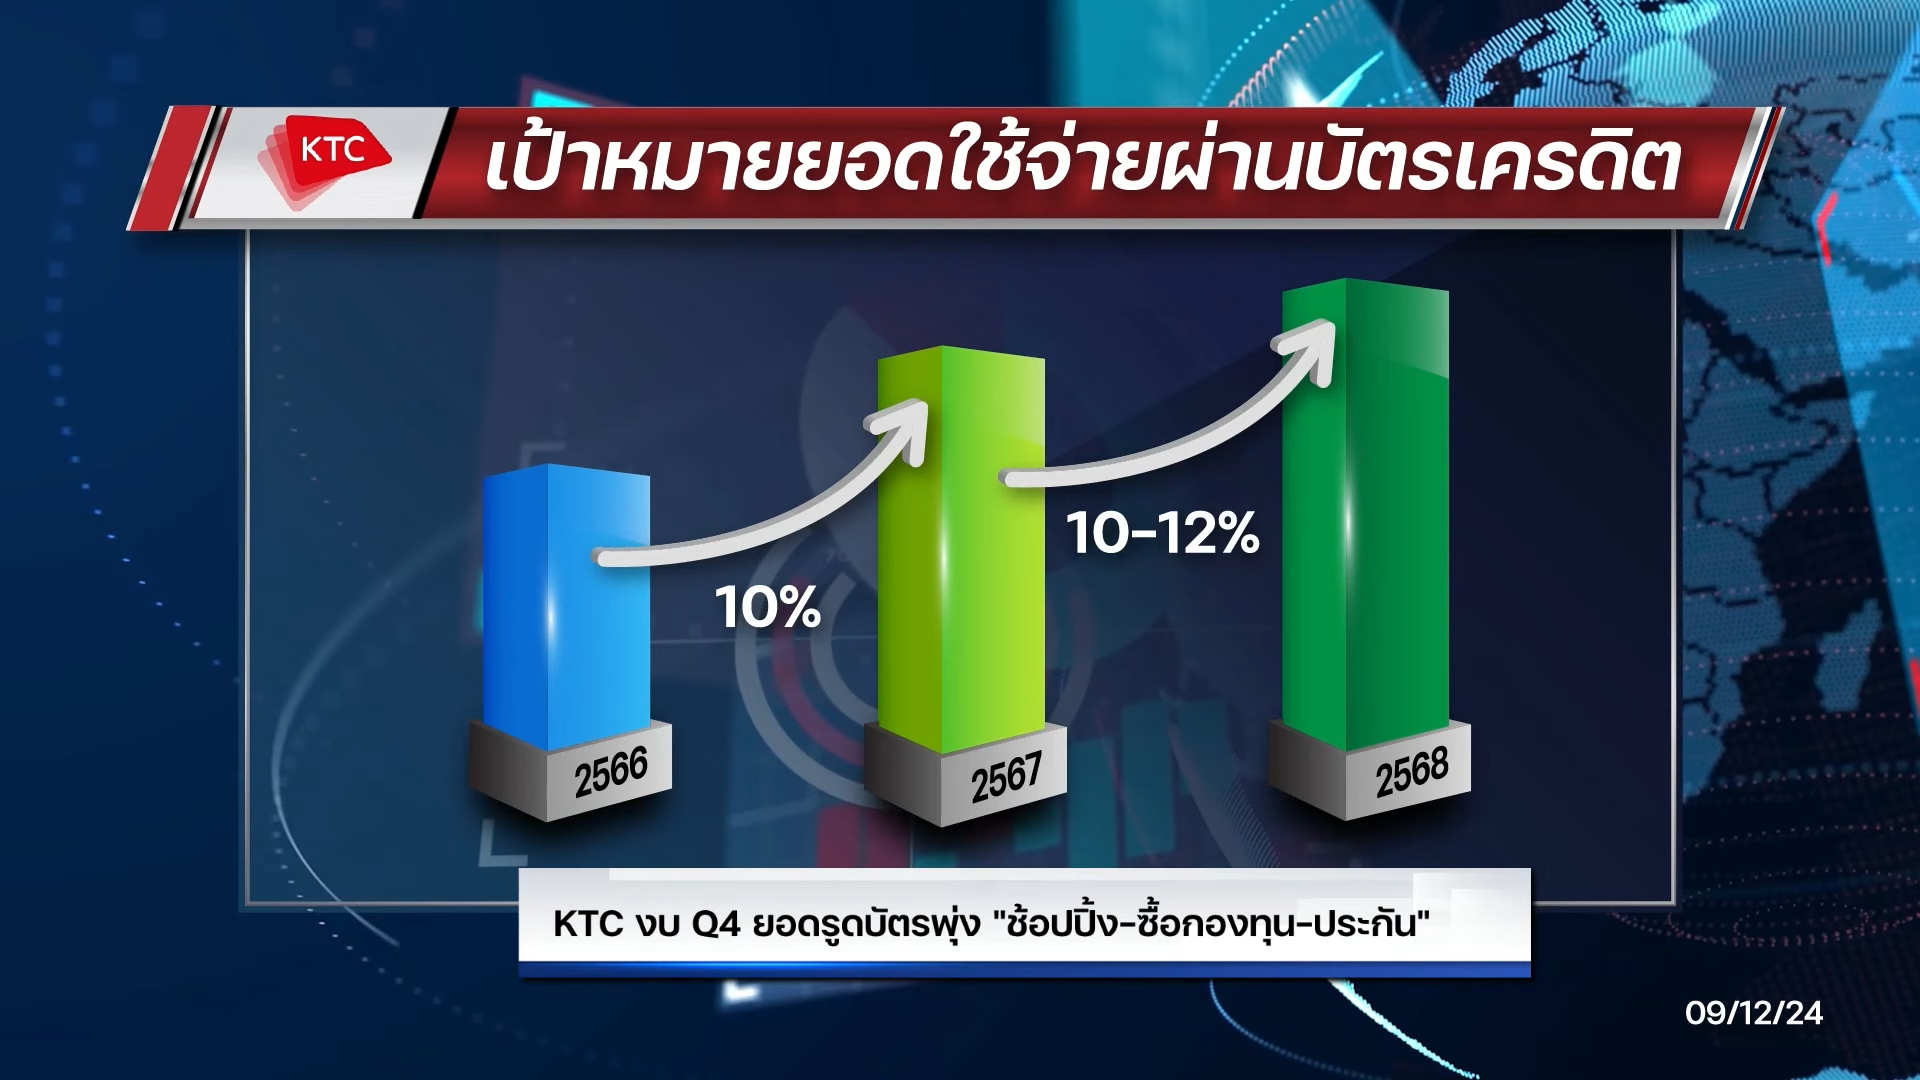 KTC
เป้าหมายยอดใช้จ่ายผ่านบัตรเครดิต
10%
10-12%
2566
2567
2568
KTC งบ Q4 ยอดรูดบัตรพุ่ง "ช้อปปิ้ง-ซื้อกองทุน-ประกัน"
09/12/24